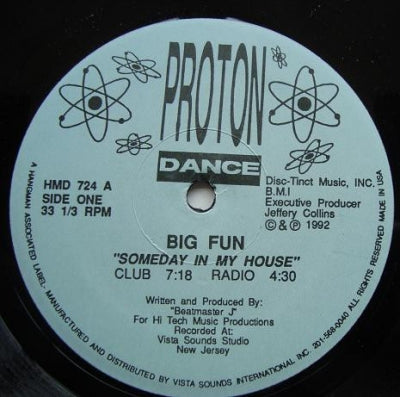 PROTON
DANCE
HMD 724 A
SIDE ONE
33 1/3 RPM
Disc-Tinct Music, INC.
B.M.I
Executive Producer
Jeffery Collins
© & ℗ 1992
BIG FUN
"SOMEDAY IN MY HOUSE"
CLUB 7:18 RADIO 4:30
Written and Produced By:
"Beatmaster J"
For Hi Tech Music Productions
Recorded At:
Vista Sounds Studio
New Jersey
A HANGMAN ASSOCIATED LABEL- MANUFACTURED AND DISTRIBUTED BY VISTA SOUNDS INTERNATIONAL INC. 201-568-0040 ALL RIGHTS RESERVED MADE IN U.S.A.